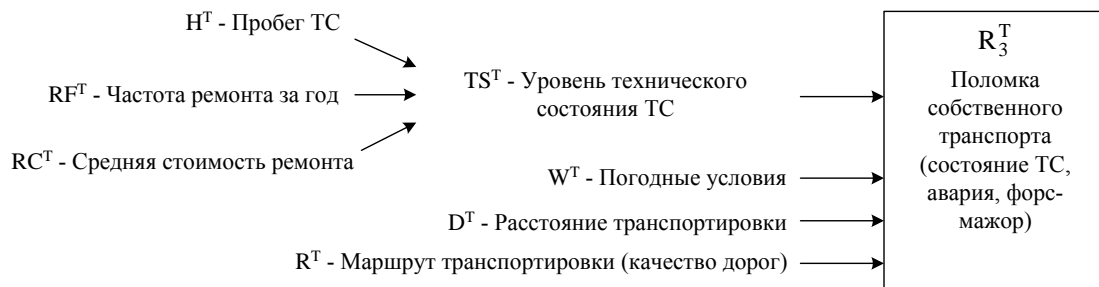 H^T - Пробег ТС
RF^T - Частота ремонта за год
RC^T - Средняя стоимость ремонта
TS^T - Уровень технического
состояния ТС
W^T - Погодные условия
D^T - Расстояние транспортировки
R^T - Маршрут транспортировки (качество дорог)
R_3^T
Поломка
собственного
транспорта
(состояние ТС,
авария, форс-
мажор)